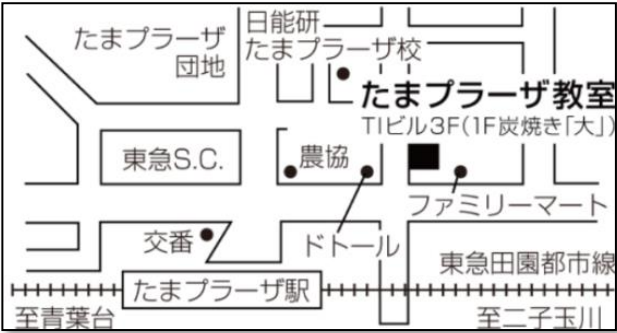 日能研
たまプラーザ校
たまプラーザ
団地
たまプラーザ教室
TIビル3F(1F炭焼き「大」)
東急S.C.
農協
ファミリーマート
交番
ドトール
東急田園都市線
たまプラーザ駅
至青葉台
至二子玉川